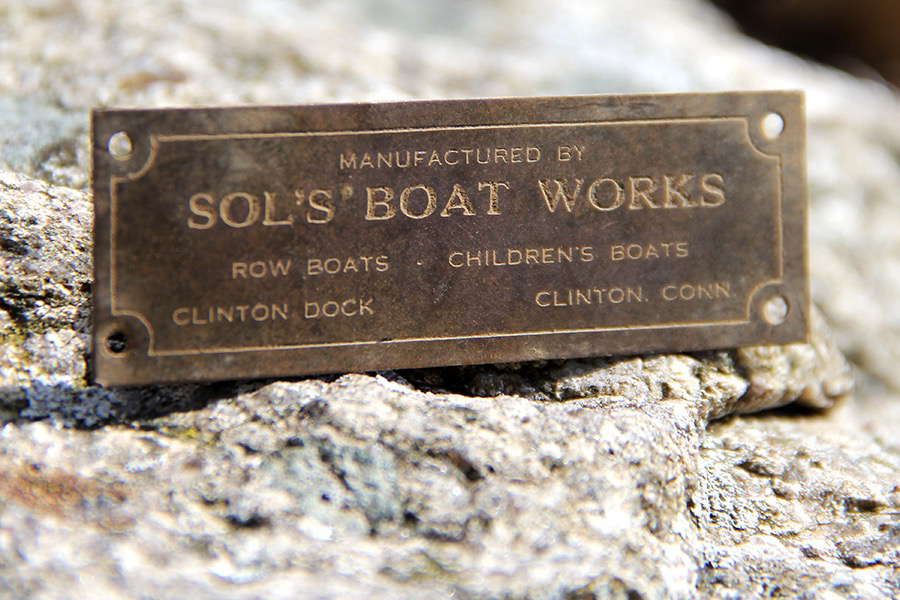 MANUFACTURED BY
SOL'S" BOAT WORKS
ROW BOATS - CHILDREN'S BOATS
CLINTON DOCK CLINTON, CONN.